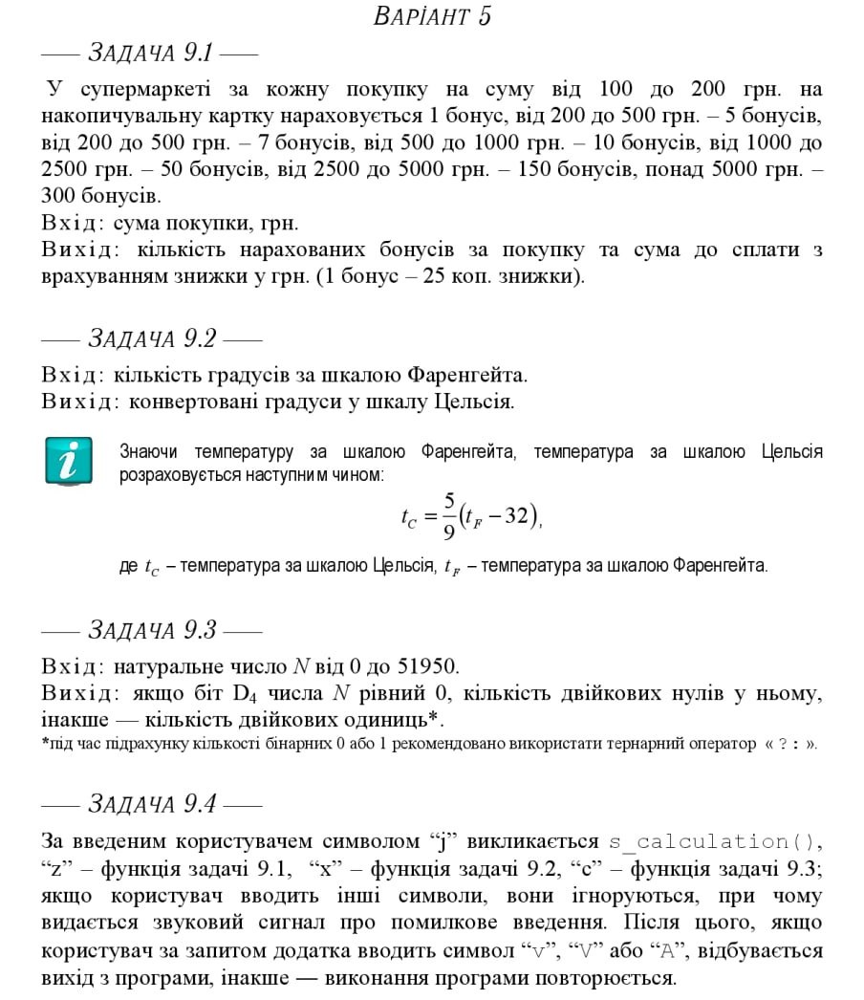 ВАРІАНТ 5
ЗАДАЧА 9.1
У супермаркеті за кожну покупку на суму від 100 до 200 грн. на
накопичувальну картку нараховується 1 бонус, від 200 до 500 грн. – 5 бонусів,
від 200 до 500 грн. – 7 бонусів, від 500 до 1000 грн. – 10 бонусів, від 1000 до
2500 грн. – 50 бонусів, від 2500 до 5000 грн. – 150 бонусів, понад 5000 грн. –
300 бонусів.
Вхід: сума покупки, грн.
Вихід: кількість нарахованих бонусів за покупку та сума до сплати з
врахуванням знижки у грн. (1 бонус – 25 коп. знижки).
ЗАДАЧА 9.2
Вхід: кількість градусів за шкалою Фаренгейта.
Вихід: конвертовані градуси у шкалу Цельсія.
i
Знаючи температуру за шкалою Фаренгейта, температура за шкалою Цельсія
розраховується наступним чином:
t_C = 5/9 (t_F − 32),
де t_C – температура за шкалою Цельсія, t_F – температура за шкалою Фаренгейта.
ЗАДАЧА 9.3
Вхід: натуральне число N від 0 до 51950.
Вихід: якщо біт D₄ числа N рівний 0, кількість двійкових нулів у ньому,
інакше — кількість двійкових одиниць*.
*під час підрахунку кількості бінарних 0 або 1 рекомендовано використати тернарний оператор « ? : ».
ЗАДАЧА 9.4
За введеним користувачем символом “j” викликається s_calculation(),
“z” – функція задачі 9.1, “x” – функція задачі 9.2, “c” – функція задачі 9.3;
якщо користувач вводить інші символи, вони ігноруються, при чому
видається звуковий сигнал про помилкове введення. Після цього, якщо
користувач за запитом додатка вводить символ “v”, “V” або “A”, відбувається
вихід з програми, інакше — виконання програми повторюється.